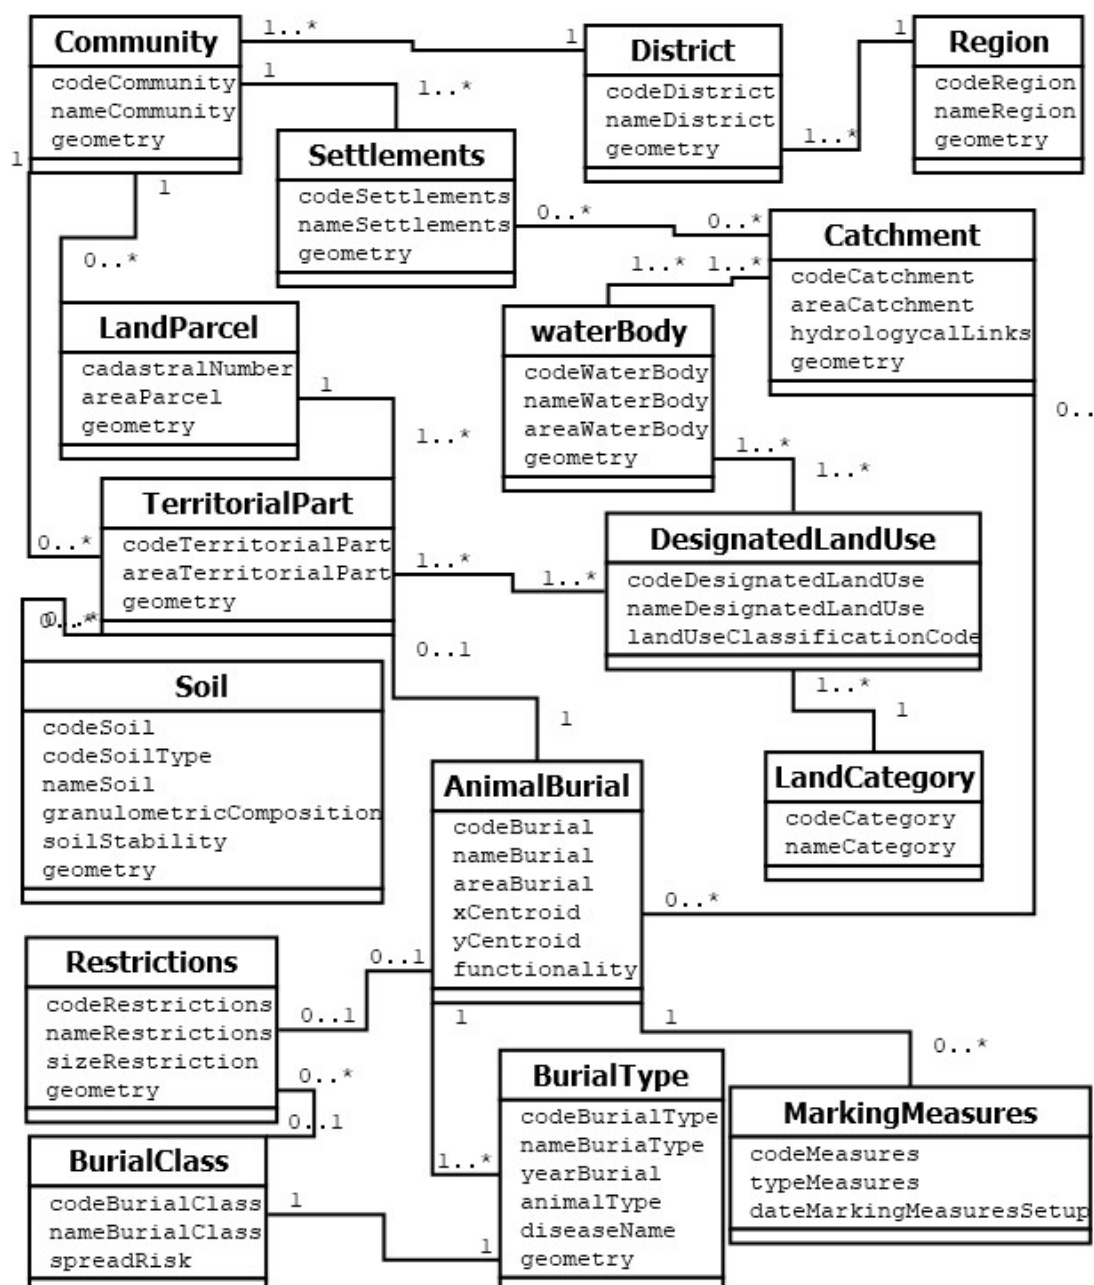 Community
codeCommunity
nameCommunity
geometry
1..*
1
District
codeDistrict
nameDistrict
geometry
1
1..*
Region
codeRegion
nameRegion
geometry
1
1..*
1
1
Settlements
codeSettlements
nameSettlements
geometry
0..*
0..*
Catchment
codeCatchment
areaCatchment
hydrologycalLinks
geometry
1..*
1..*
0..*
LandParcel
cadastralNumber
areaParcel
geometry
1
1..*
waterBody
codeWaterBody
nameWaterBody
areaWaterBody
geometry
1..*
1..*
0..
TerritorialPart
codeTerritorialPart
areaTerritorialPart
geometry
0..*
1..*
1..*
DesignatedLandUse
codeDesignatedLandUse
nameDesignatedLandUse
landUseClassificationCode
0..1
1..*
1
1
Soil
codeSoil
codeSoilType
nameSoil
granulometricComposition
soilStability
geometry
AnimalBurial
codeBurial
nameBurial
areaBurial
xCentroid
yCentroid
functionality
0..*
LandCategory
codeCategory
nameCategory
Restrictions
codeRestrictions
nameRestrictions
sizeRestriction
geometry
0..1
0..1
1
1
0..*
0..*
0..1
BurialType
codeBurialType
nameBuriaType
yearBurial
animalType
diseaseName
geometry
1..*
1
MarkingMeasures
codeMeasures
typeMeasures
dateMarkingMeasuresSetup
BurialClass
codeBurialClass
nameBurialClass
spreadRisk
1